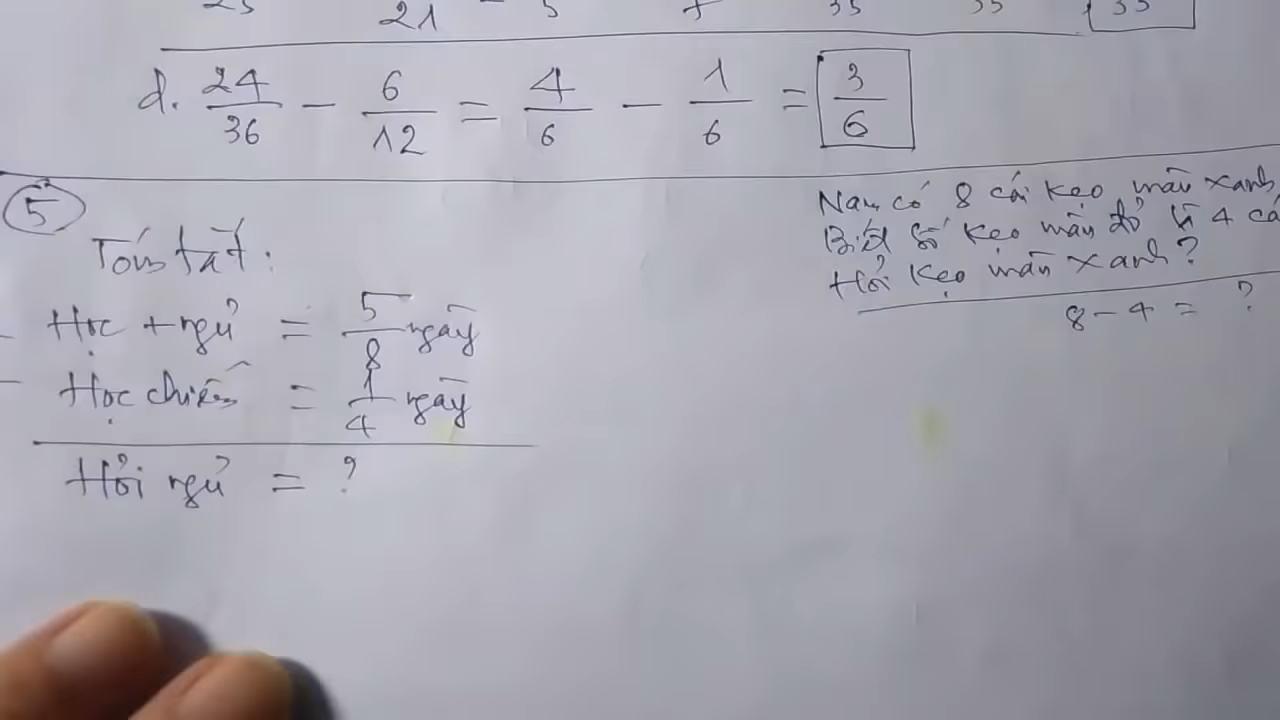 21
d. 24/36 - 6/12 = 4/6 - 1/6 = 3/6
5
Tóm tắt:
- Học + ngủ = 5/8 ngày
- Học chiếm = 1/4 ngày
Hỏi ngủ = ?
Nam có 8 cái kẹo màu xanh
Biết số kẹo màu đỏ là 4 cá
Hỏi kẹo màu xanh?
8 - 4 = ?